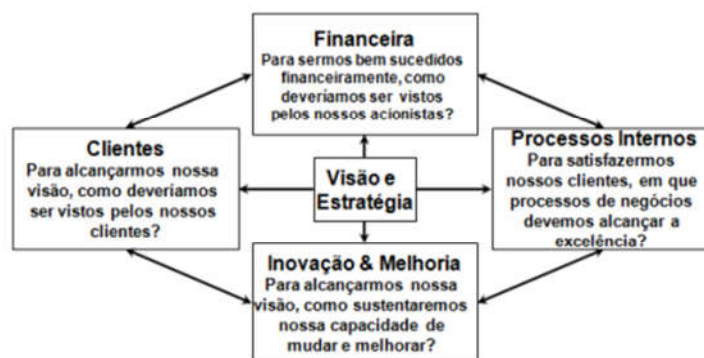 Financeira
Para sermos bem sucedidos
financeiramente, como
deveríamos ser vistos
pelos nossos acionistas?
Clientes
Para alcançarmos nossa
visão, como deveriamos
ser vistos pelos nossos
clientes?
Visão e
Estratégia
Processos Internos
Para satisfazermos
nossos clientes, em que
processos de negócios
devemos alcançar a
excelência?
Inovação & Melhoria
Para alcançarmos nossa
visão, como sustentaremos
nossa capacidade de
mudar e melhorar?